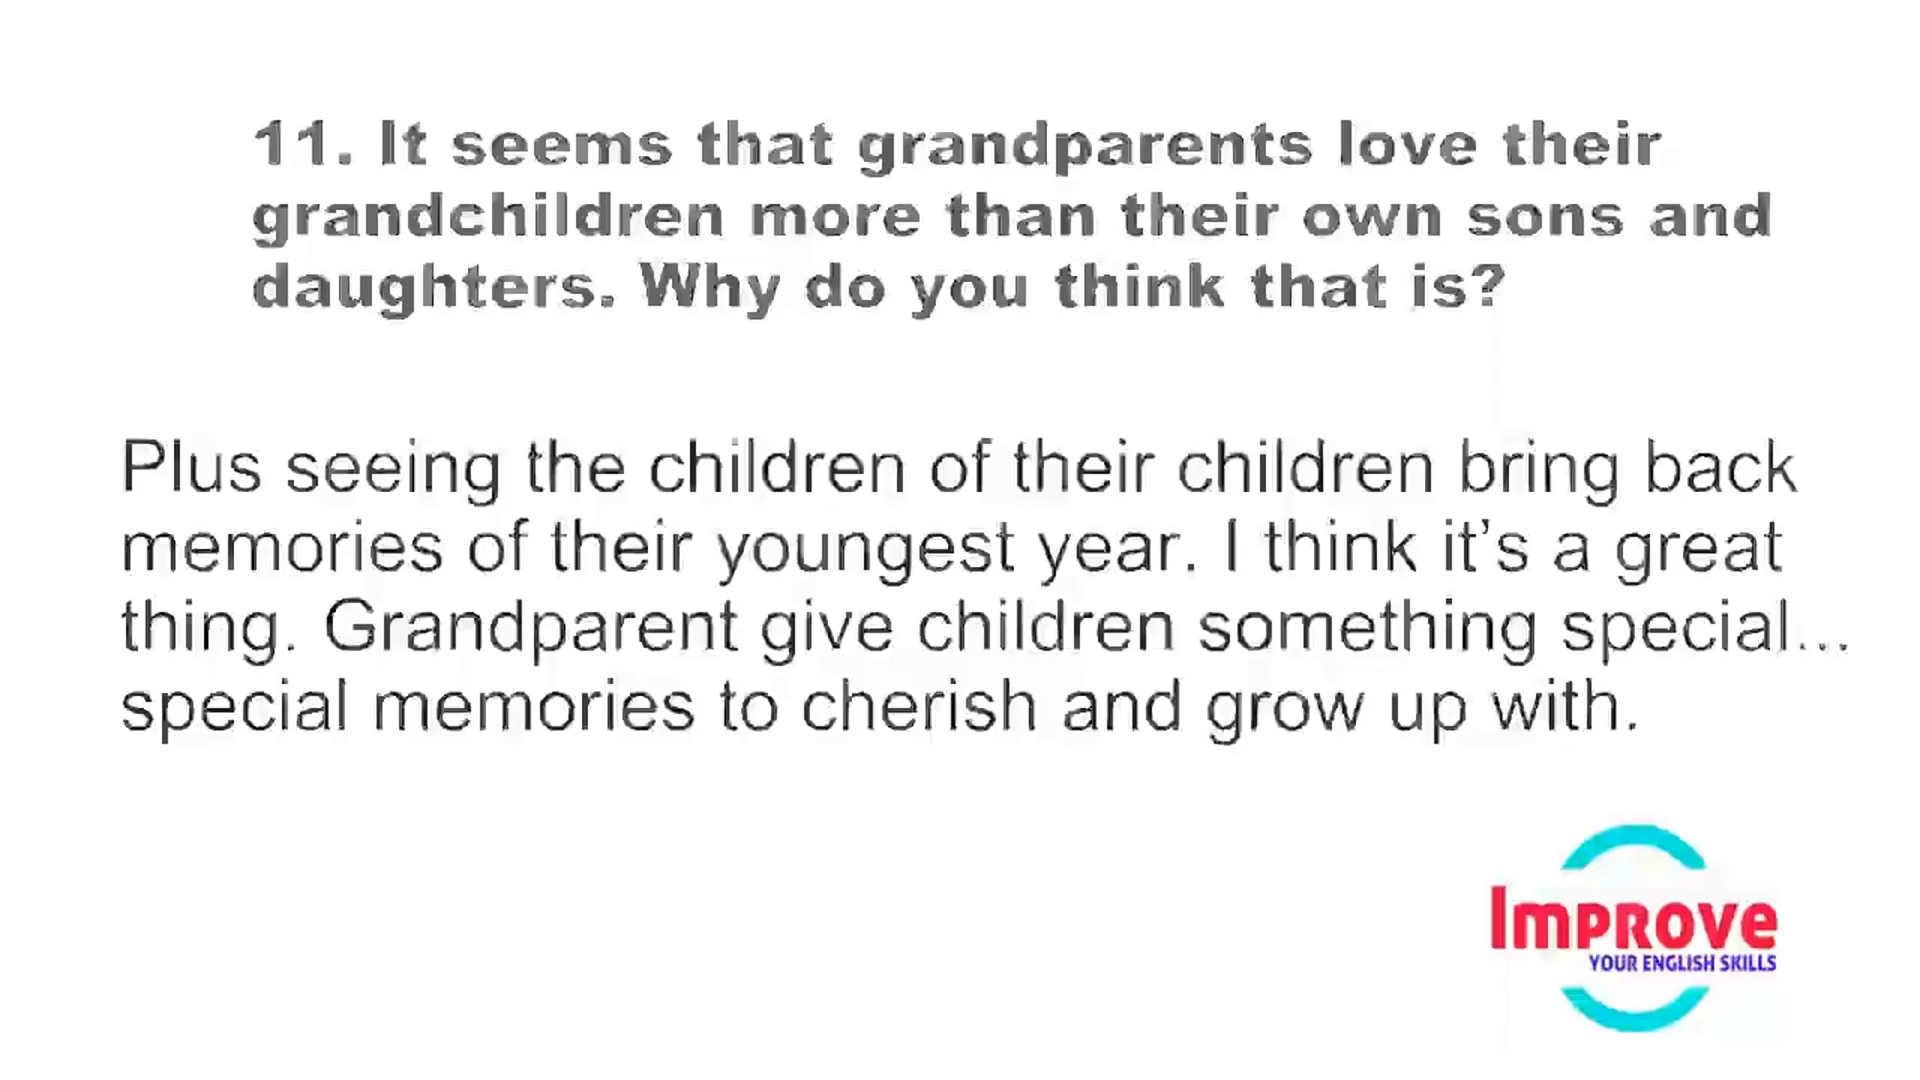 11. It seems that grandparents love their
grandchildren more than their own sons and
daughters. Why do you think that is?
Plus seeing the children of their children bring back
memories of their youngest year. I think it’s a great
thing. Grandparent give children something special...
special memories to cherish and grow up with.
Improve
YOUR ENGLISH SKILLS